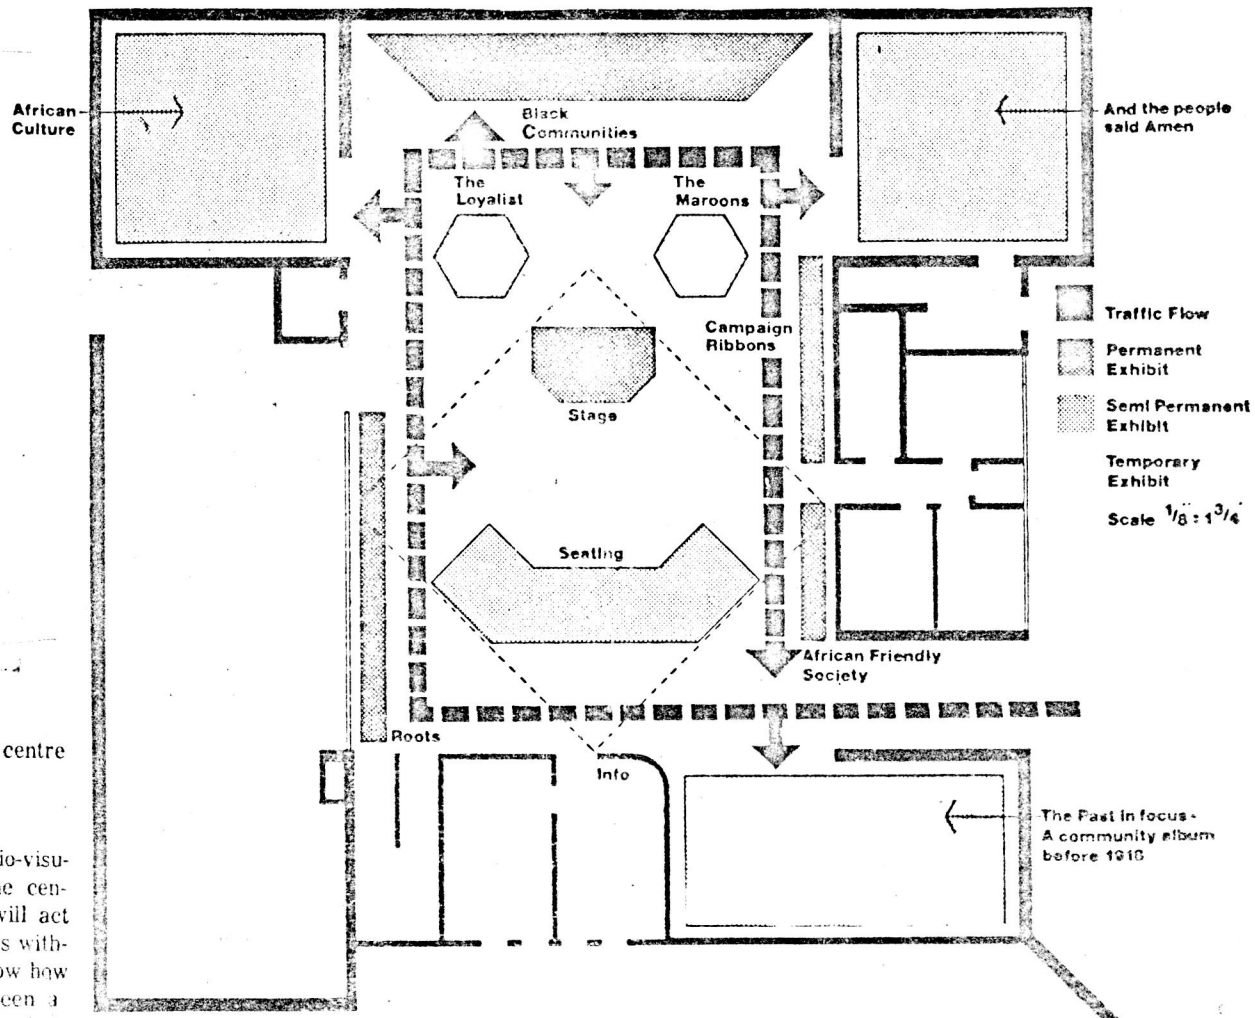 African
Culture
Black
Communities
And the people
said Amen
The
Loyalist
The
Maroons
Campaign
Ribbons
Traffic Flow
Permanent
Exhibit
Semi Permanent
Exhibit
Temporary
Exhibit
Scale 1/8 : 1 3/4
Stage
Seating
African Friendly
Society
Roots
Info
The Past in focus -
A community album
before 1918
centre
io-visu-
e cen-
will act
s with-
ow how
een a